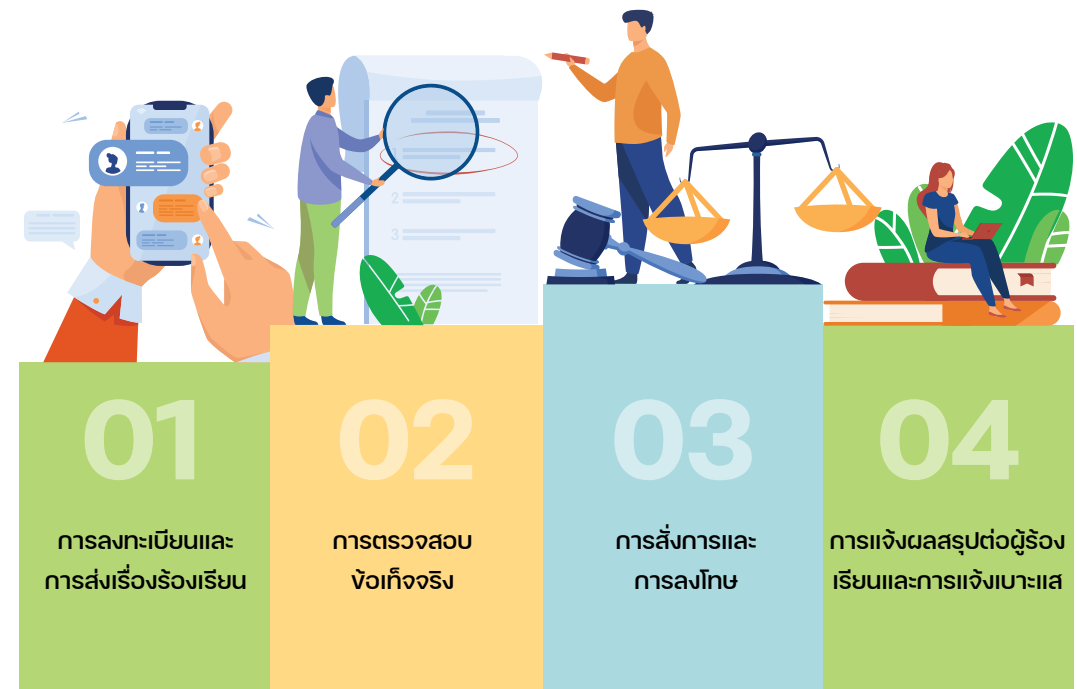 01
การลงทะเบียนและ
การส่งเรื่องร้องเรียน
1
2
3
02
การตรวจสอบ
ข้อเท็จจริง
03
การสั่งการและ
การลงโทษ
04
การแจ้งผลสรุปต่อผู้ร้อง
เรียนและการแจ้งเบาะแส